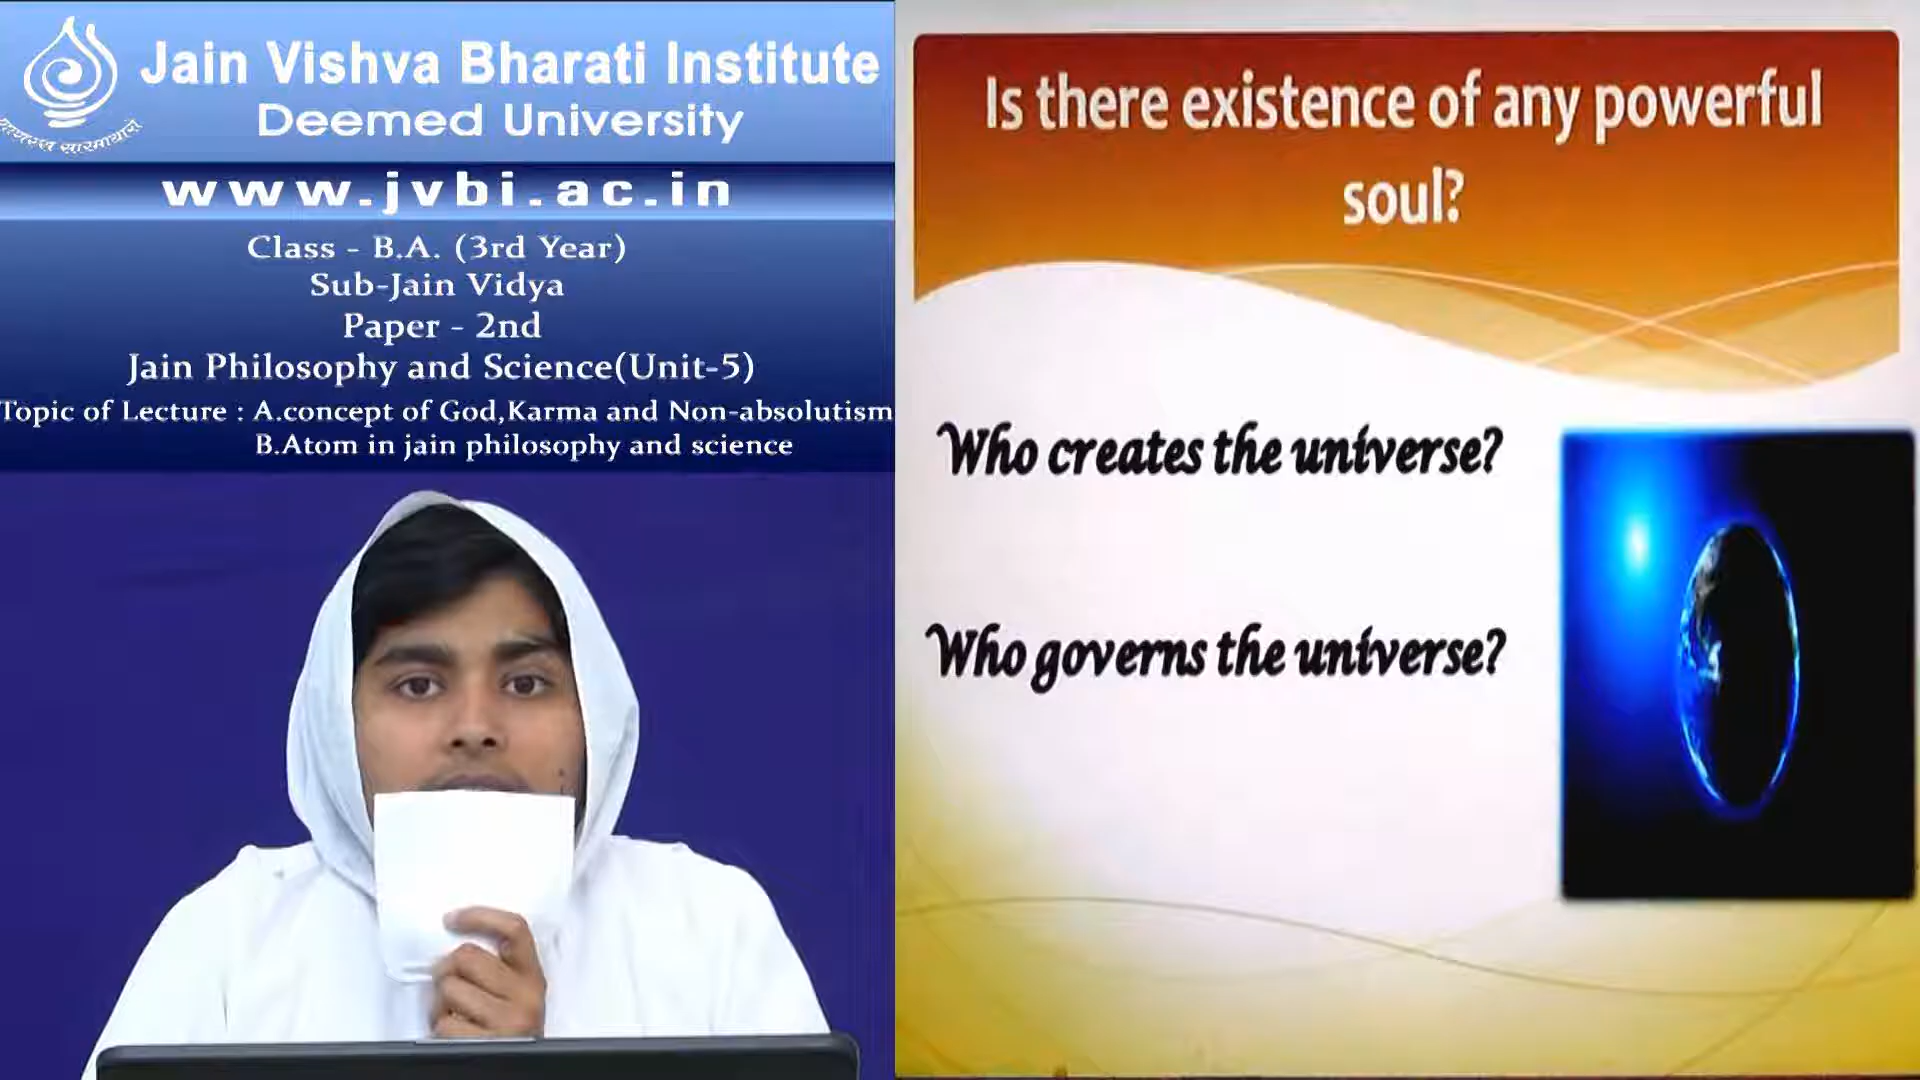 Jain Vishva Bharati Institute
Deemed University
www.jvbi.ac.in
Class - B.A. (3rd Year)
Sub-Jain Vidya
Paper - 2nd
Jain Philosophy and Science(Unit-5)
Topic of Lecture : A.concept of God,Karma and Non-absolutism
B.Atom in jain philosophy and science
Is there existence of any powerful
soul?
Who creates the universe?
Who governs the universe?